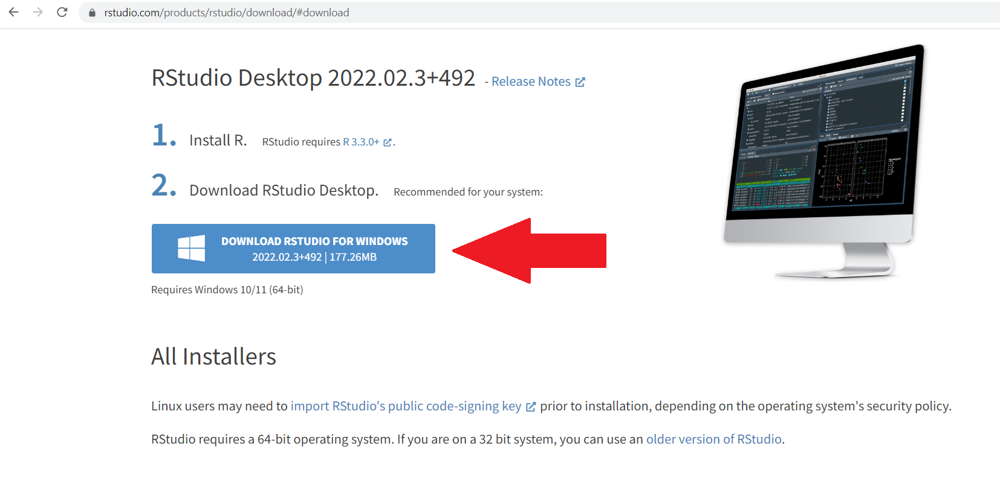 rstudio.com/products/rstudio/download/#download
RStudio Desktop 2022.02.3+492 - Release Notes
1. Install R. RStudio requires R 3.3.0+.
2. Download RStudio Desktop. Recommended for your system:
DOWNLOAD RSTUDIO FOR WINDOWS
2022.02.3+492 | 177.26MB
Requires Windows 10/11 (64-bit)
All Installers
Linux users may need to import RStudio's public code-signing key prior to installation, depending on the operating system's security policy.
RStudio requires a 64-bit operating system. If you are on a 32 bit system, you can use an older version of RStudio.